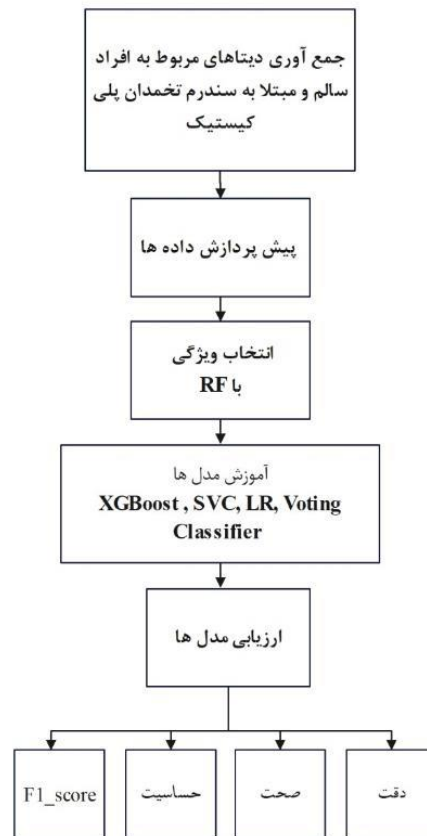 جمع آوری دیتاهای مربوط به افراد
سالم و مبتلا به سندرم تخمدان پلی
کیستیک
پیش پردازش داده ها
انتخاب ویژگی
با RF
آموزش مدل ها
XGBoost , SVC, LR, Voting
Classifier
ارزیابی مدل ها
دقت
صحت
حساسیت
F1_score